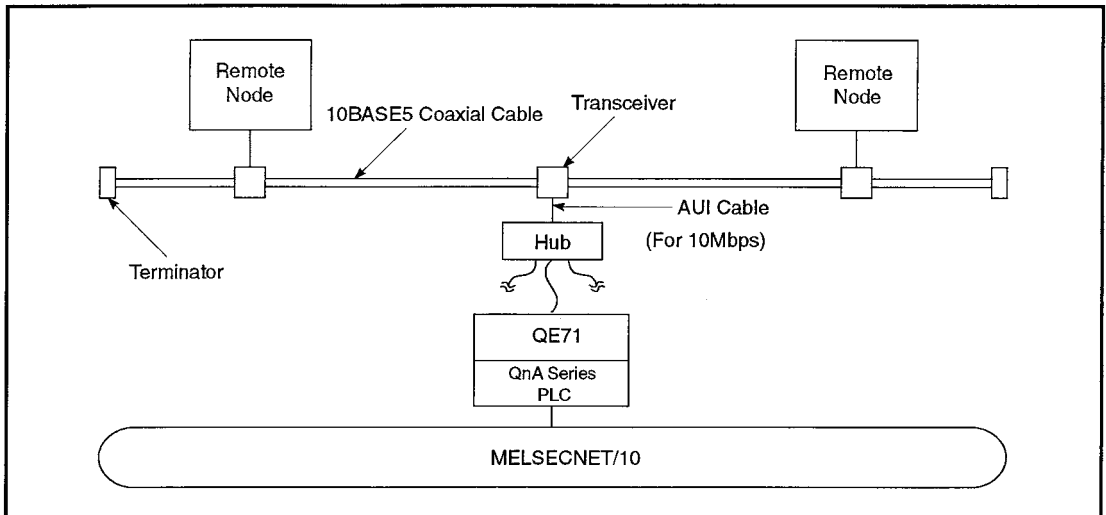 Remote
Node
Remote
Node
10BASE5 Coaxial Cable
Transceiver
AUI Cable
(For 10Mbps)
Hub
Terminator
QE71
QnA Series
PLC
MELSECNET/10